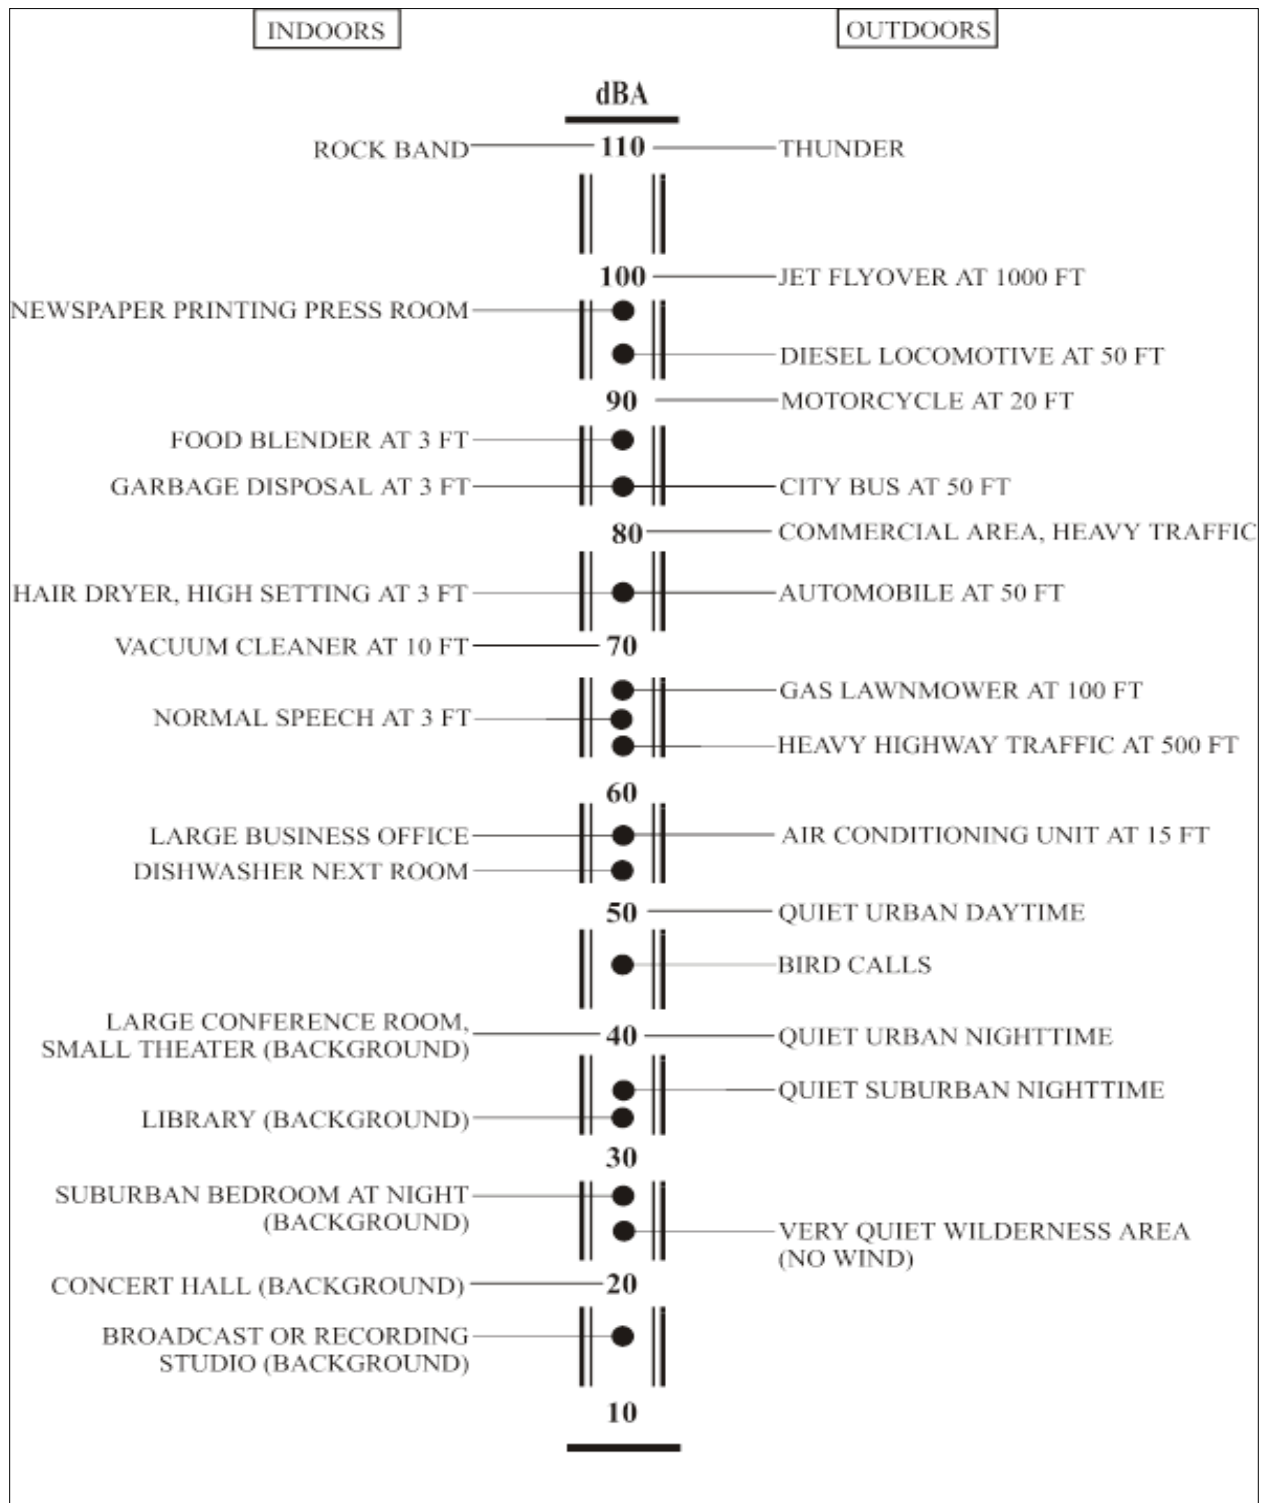 INDOORS
OUTDOORS
dBA
ROCK BAND 110 THUNDER
100 JET FLYOVER AT 1000 FT
NEWSPAPER PRINTING PRESS ROOM
DIESEL LOCOMOTIVE AT 50 FT
90 MOTORCYCLE AT 20 FT
FOOD BLENDER AT 3 FT
GARBAGE DISPOSAL AT 3 FT CITY BUS AT 50 FT
80 COMMERCIAL AREA, HEAVY TRAFFIC
HAIR DRYER, HIGH SETTING AT 3 FT AUTOMOBILE AT 50 FT
VACUUM CLEANER AT 10 FT 70
GAS LAWNMOWER AT 100 FT
NORMAL SPEECH AT 3 FT
HEAVY HIGHWAY TRAFFIC AT 500 FT
60
LARGE BUSINESS OFFICE AIR CONDITIONING UNIT AT 15 FT
DISHWASHER NEXT ROOM
50 QUIET URBAN DAYTIME
BIRD CALLS
LARGE CONFERENCE ROOM,
SMALL THEATER (BACKGROUND) 40 QUIET URBAN NIGHTTIME
QUIET SUBURBAN NIGHTTIME
LIBRARY (BACKGROUND)
30
SUBURBAN BEDROOM AT NIGHT
(BACKGROUND)
VERY QUIET WILDERNESS AREA
(NO WIND)
CONCERT HALL (BACKGROUND) 20
BROADCAST OR RECORDING
STUDIO (BACKGROUND)
10